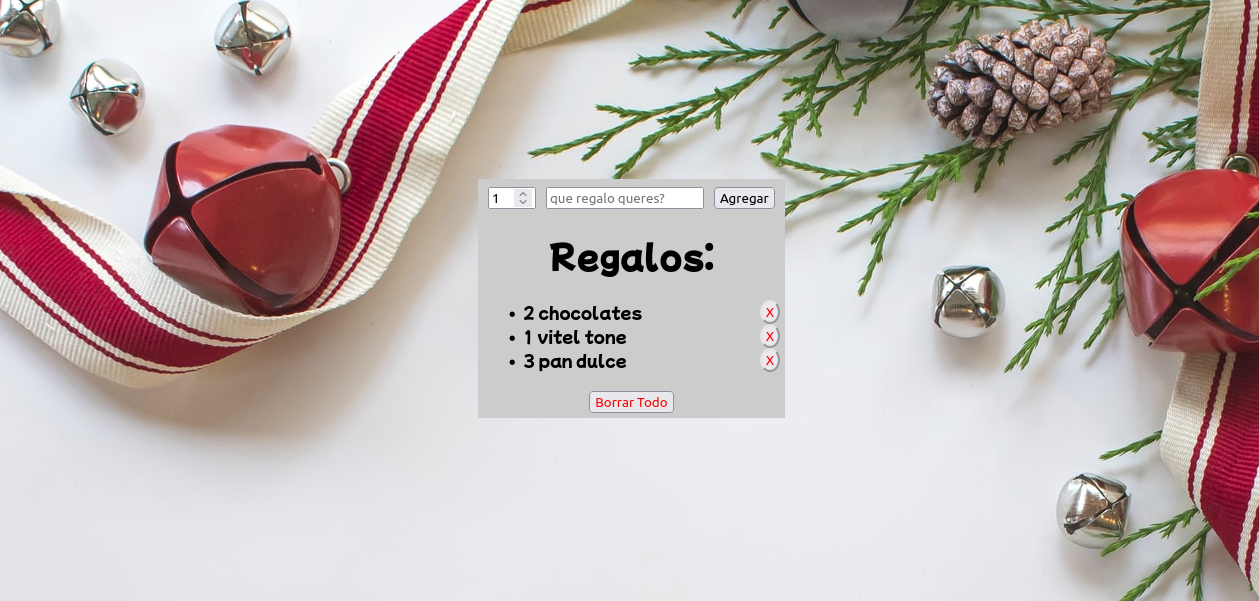 1 que regalo queres? Agregar
Regalos:
• 2 chocolates X
• 1 vitel tone X
• 3 pan dulce X
Borrar Todo